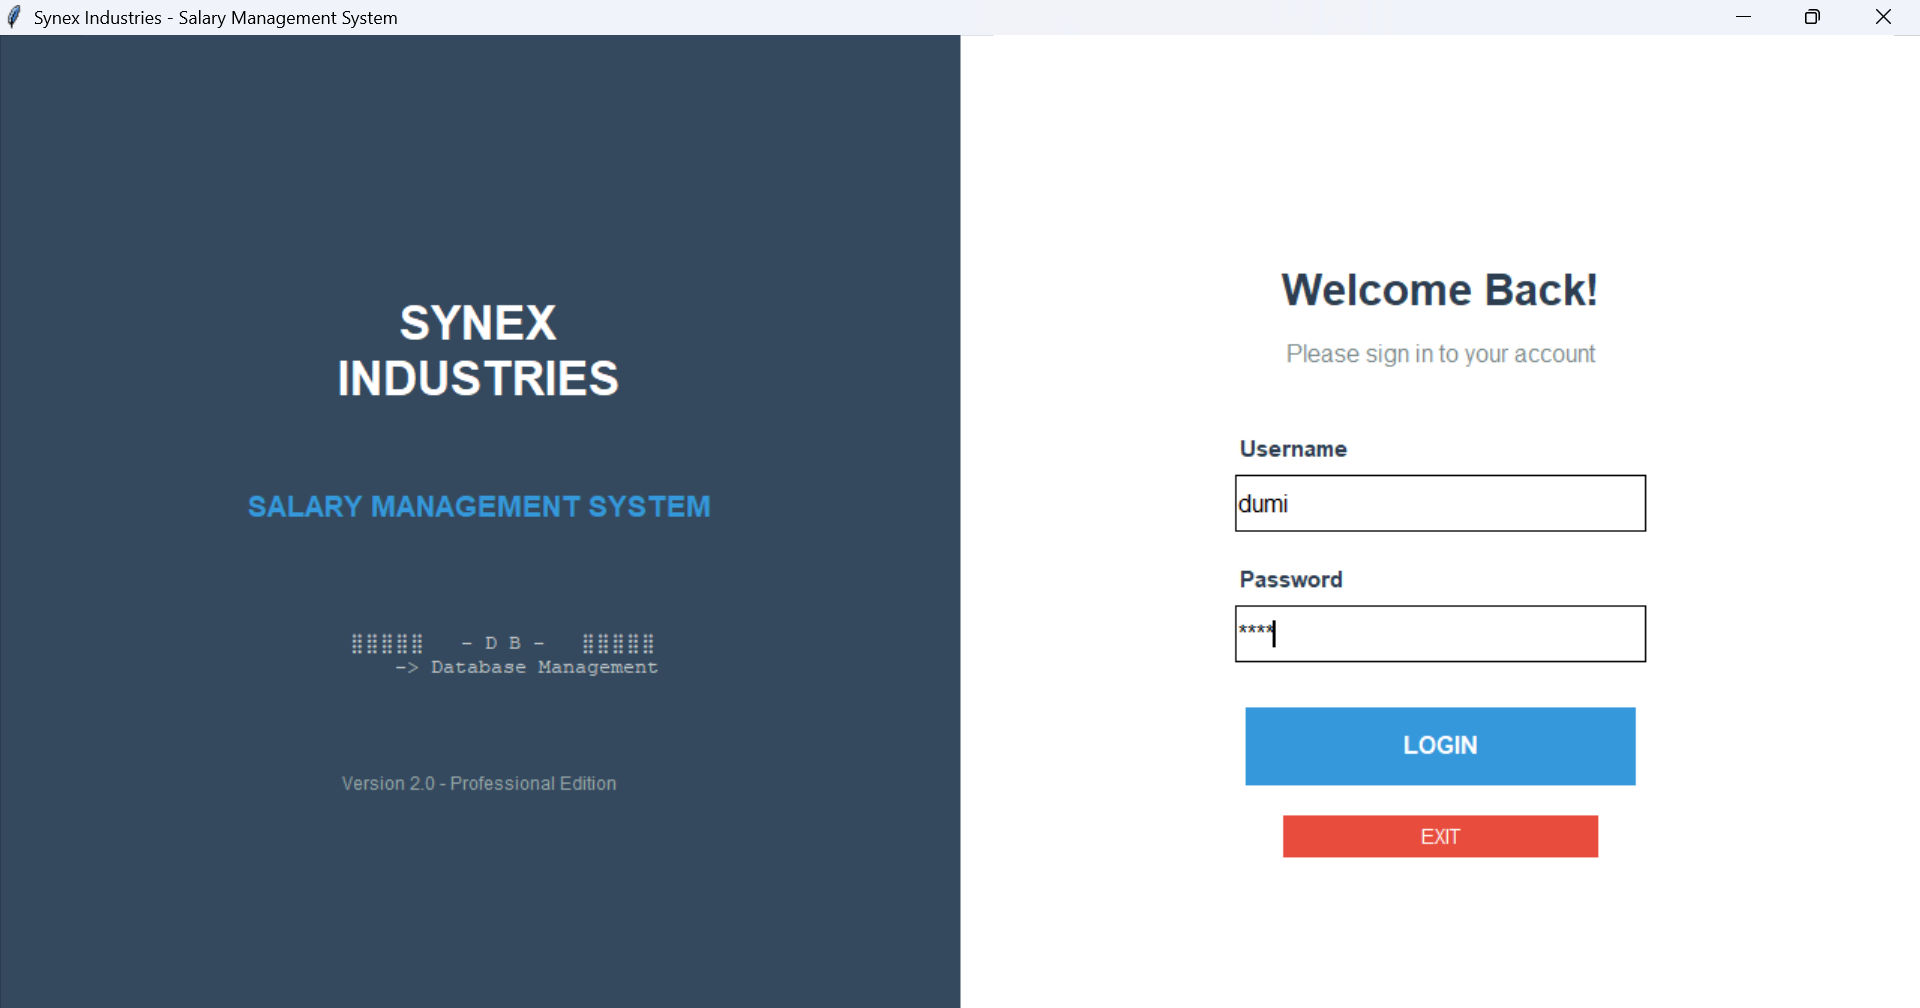 Synex Industries - Salary Management System
SYNEX
INDUSTRIES
SALARY MANAGEMENT SYSTEM
⣿⣿⣿⣿⣿ - D B - ⣿⣿⣿⣿⣿
-> Database Management
Version 2.0 - Professional Edition
Welcome Back!
Please sign in to your account
Username
dumi
Password
****
LOGIN
EXIT